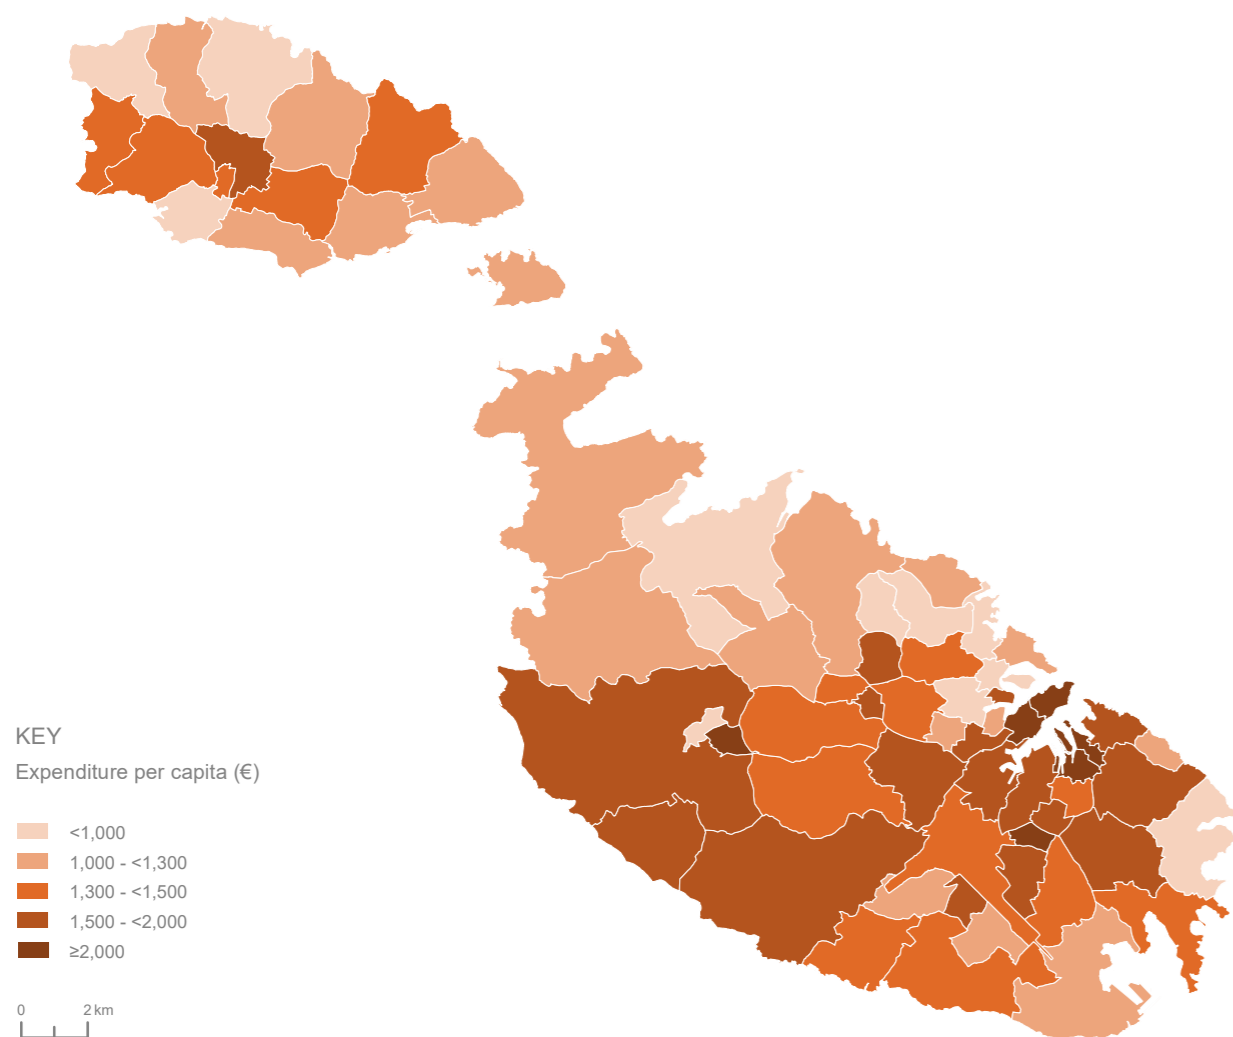 KEY
Expenditure per capita (€)
<1,000
1,000 - <1,300
1,300 - <1,500
1,500 - <2,000
≥2,000
0 2 km